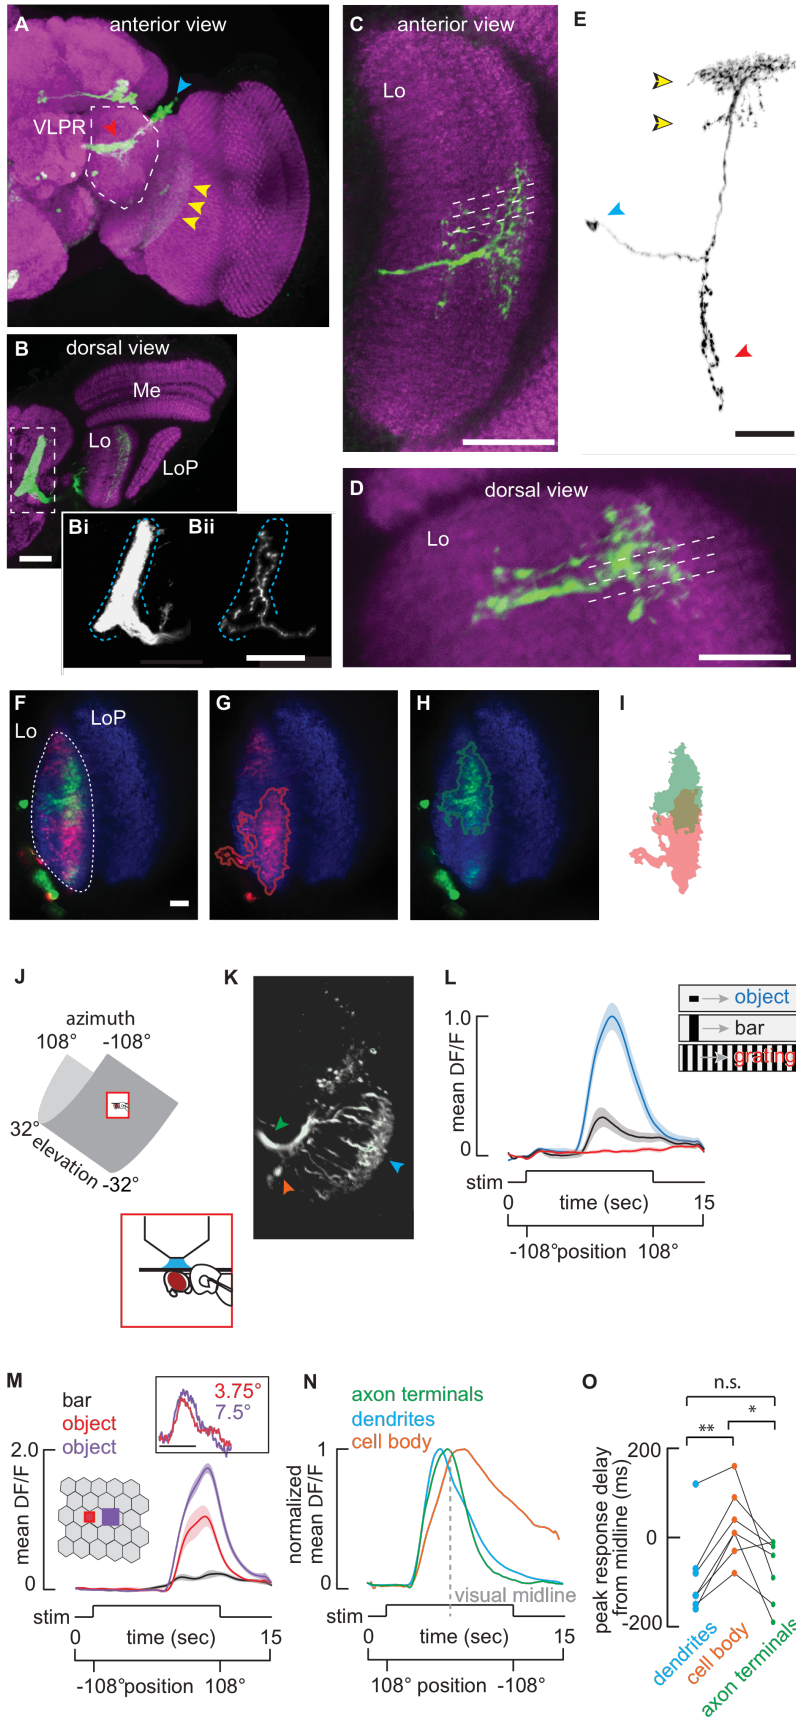 A
anterior view
VLPR
B
dorsal view
Me
Lo
LoP
Bi
Bii
C
anterior view
Lo
D
dorsal view
Lo
E
F
Lo
LoP
G
H
I
J
azimuth
108° -108°
32°
elevation
-32°
K
L
1.0
mean DF/F
0
object
bar
grating
stim
0 time (sec) 15
-108° position 108°
M
bar
object
object
3.75°
7.5°
2.0
mean DF/F
0
stim
0 time (sec) 15
-108° position 108°
N
axon terminals
dendrites
cell body
1
normalized
mean DF/F
0
visual midline
stim
0 time (sec) 15
108° position -108°
O
n.s.
*
**
200
0
-200
peak response delay
from midline (ms)
dendrites
cell body
axon terminals